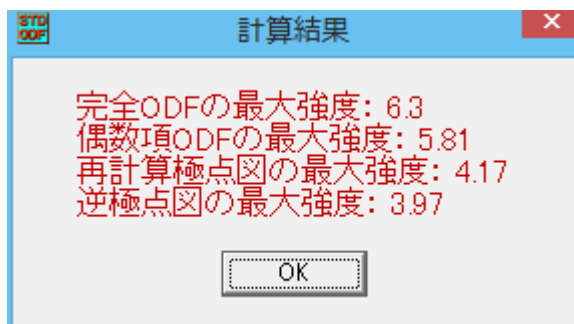 STD
ODF
計算結果
完全ODFの最大強度: 6.3
偶数項ODFの最大強度: 5.81
再計算極点図の最大強度: 4.17
逆極点図の最大強度: 3.97
OK